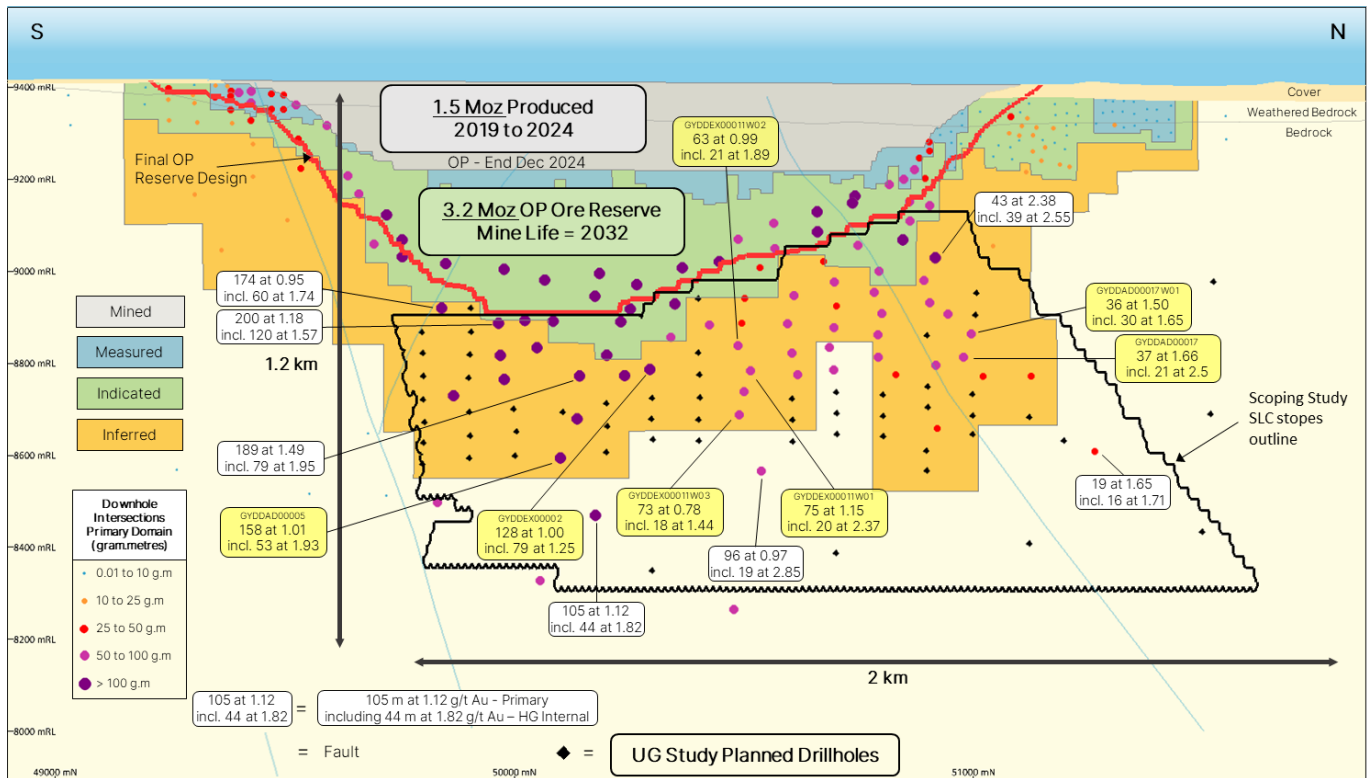 S
N
9400 mRL
9200 mRL
9000 mRL
8800 mRL
8600 mRL
8400 mRL
8200 mRL
8000 mRL
Cover
Weathered Bedrock
Bedrock
1.5 Moz Produced
2019 to 2024
OP - End Dec 2024
3.2 Moz OP Ore Reserve
Mine Life = 2032
Final OP
Reserve Design
GYDDEX00011W02
63 at 0.99
incl. 21 at 1.89
43 at 2.38
incl. 39 at 2.55
174 at 0.95
incl. 60 at 1.74
200 at 1.18
incl. 120 at 1.57
1.2 km
GYDDAD00017W01
36 at 1.50
incl. 30 at 1.65
GYDDAD00017
37 at 1.66
incl. 21 at 2.5
Mined
Measured
Indicated
Inferred
Scoping Study
SLC stopes
outline
189 at 1.49
incl. 79 at 1.95
GYDDAD00005
158 at 1.01
incl. 53 at 1.93
GYDDEX00002
128 at 1.00
incl. 79 at 1.25
GYDDEX00011W03
73 at 0.78
incl. 18 at 1.44
GYDDEX00011W01
75 at 1.15
incl. 20 at 2.37
19 at 1.65
incl. 16 at 1.71
96 at 0.97
incl. 19 at 2.85
105 at 1.12
incl. 44 at 1.82
Downhole
Intersections
Primary Domain
(gram.metres)
0.01 to 10 g.m
10 to 25 g.m
25 to 50 g.m
50 to 100 g.m
> 100 g.m
2 km
105 at 1.12
incl. 44 at 1.82
=
105 m at 1.12 g/t Au - Primary
including 44 m at 1.82 g/t Au – HG Internal
= Fault
= UG Study Planned Drillholes
49000 mN
50000 mN
51000 mN